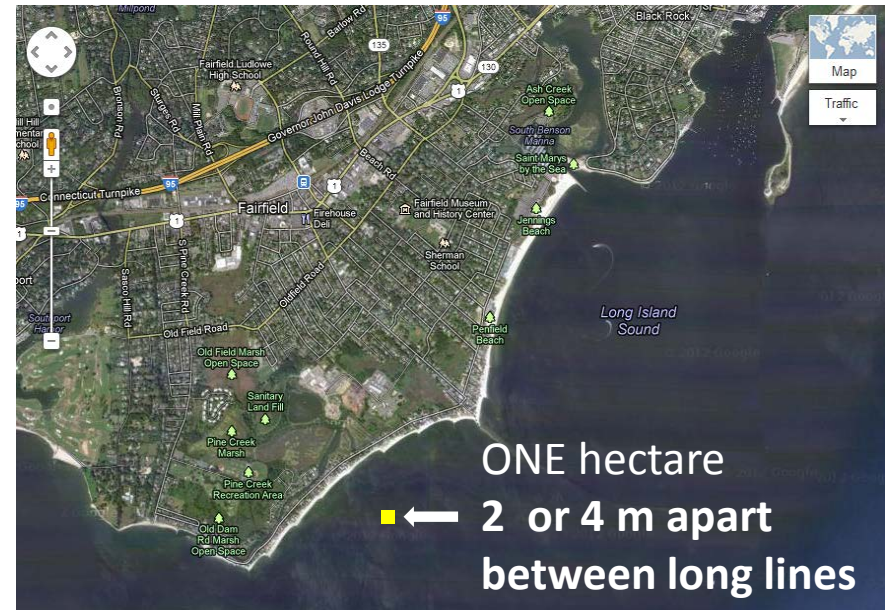 Millpond
Black Rock
Barlow Rd
95
Round Hill Rd
135
Fairfield Ludlowe
High School
130
Map
1
Governor John Davis Lodge Turnpike
Traffic
Ash Creek
Open Space
Bronson Rd
Sturges Rd
Mill Plain Rd
South Benson
Marina
Beach Rd
Saint Marys
by the Sea
95
Connecticut Turnpike
95
1
Fairfield
Firehouse
Deli
Fairfield Museum
and History Center
Jennings
Beach
1
1
Sherman
School
S Pine Creek Rd
Sasco Hill Rd
Oldfield Road
Southport
Harbor
Old Field Road
Penfield
Beach
Long Island
Sound
Old Field Marsh
Open Space
Sanitary
Land Fill
Pine Creek
Marsh
Pine Creek
Recreation Area
Old Dam
Rd Marsh
Open Space
ONE hectare
2 or 4 m apart
between long lines